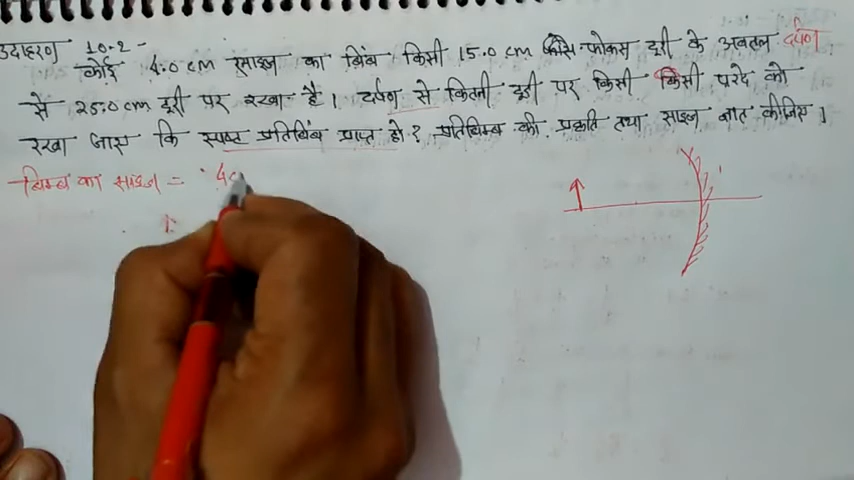 उदाहरण 10.2-
कोई 4.0 cm साइज का बिंब किसी 15.0 cm फोकस दूरी के अवतल दर्पण
से 25.0 cm दूरी पर रखा है। दर्पण से कितनी दूरी पर किसी किसी परदे को
रखा जाए कि स्पष्ट प्रतिबिंब प्राप्त हो? प्रतिबिम्ब की प्रकृति तथा साइज ज्ञात कीजिए।
बिम्ब का साइज = 4c